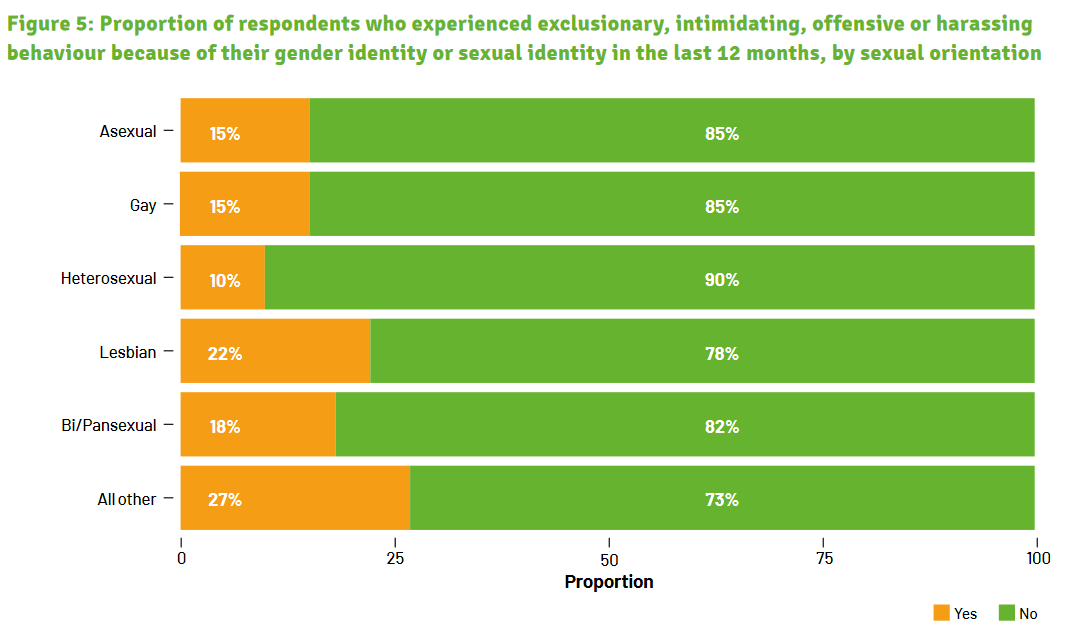 Figure 5: Proportion of respondents who experienced exclusionary, intimidating, offensive or harassing
behaviour because of their gender identity or sexual identity in the last 12 months, by sexual orientation
Asexual 15% 85%
Gay 15% 85%
Heterosexual 10% 90%
Lesbian 22% 78%
Bi/Pansexual 18% 82%
All other 27% 73%
0 25 50 75 100
Proportion
Yes No